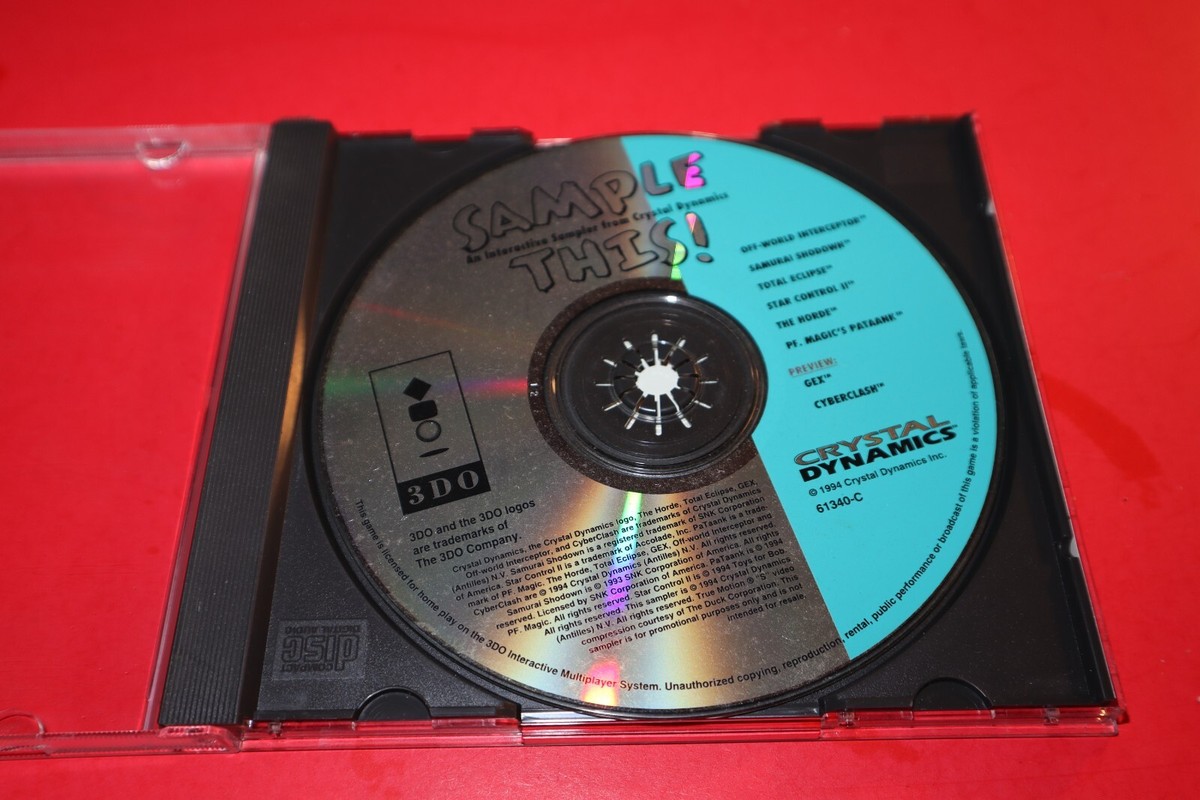 SAMPLE
An Interactive Sampler from Crystal Dynamics
THIS!
OFF-WORLD INTERCEPTOR™
SAMURAI SHODOWN™
TOTAL ECLIPSE™
STAR CONTROL II™
THE HORDE™
PF. MAGIC'S PATAANK™
PREVIEW:
GEX™
CYBERCLASH™
CRYSTAL
DYNAMICS
© 1994 Crystal Dynamics Inc.
61340-C
12
3DO
3DO and the 3DO logos
are trademarks of
The 3DO Company.
Crystal Dynamics, the Crystal Dynamics logo, The Horde, Total Eclipse, GEX,
Off-world Interceptor, and CyberClash are trademarks of Crystal Dynamics
(Antilles) N.V. Samurai Shodown is a registered trademark of SNK Corporation
of America. Star Control II is a trademark of Accolade, Inc. PaTaank is a trade-
mark of PF. Magic. The Horde, Total Eclipse, GEX, Off-world Interceptor and
CyberClash are © 1994 Crystal Dynamics (Antilles) N.V. All rights reserved.
Samurai Shodown is © 1993 SNK Corporation of America. All rights
reserved. Licensed by SNK Corporation of America. PaTaank is © 1994
PF. Magic. All rights reserved. Star Control II is © 1994 Toys for Bob.
All rights reserved. This sampler is © 1994 Crystal Dynamics
(Antilles) N.V. All rights reserved. True Motion ® "S" video
compression courtesy of The Duck Corporation. This
sampler is for promotional purposes only and is not
intended for resale.
This game is licensed for home play on the 3DO Interactive Multiplayer System. Unauthorized copying, reproduction, rental, public performance or broadcast of this game is a violation of applicable laws.
COMPACT
disc
DIGITAL AUDIO